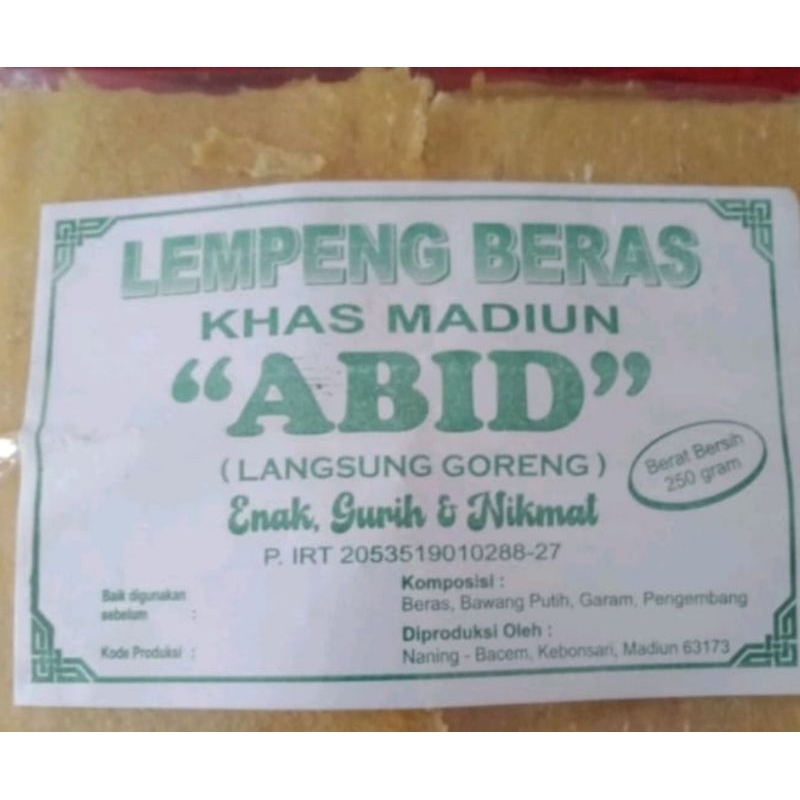 LEMPENG BERAS
KHAS MADIUN
“ABID”
( LANGSUNG GORENG )
Berat Bersih
250 gram
Enak, Gurih & Nikmat
P. IRT 2053519010288-27
Baik digunakan
sebelum :
Kode Produksi :
Komposisi :
Beras, Bawang Putih, Garam, Pengembang
Diproduksi Oleh :
Naning - Bacem, Kebonsari, Madiun 63173